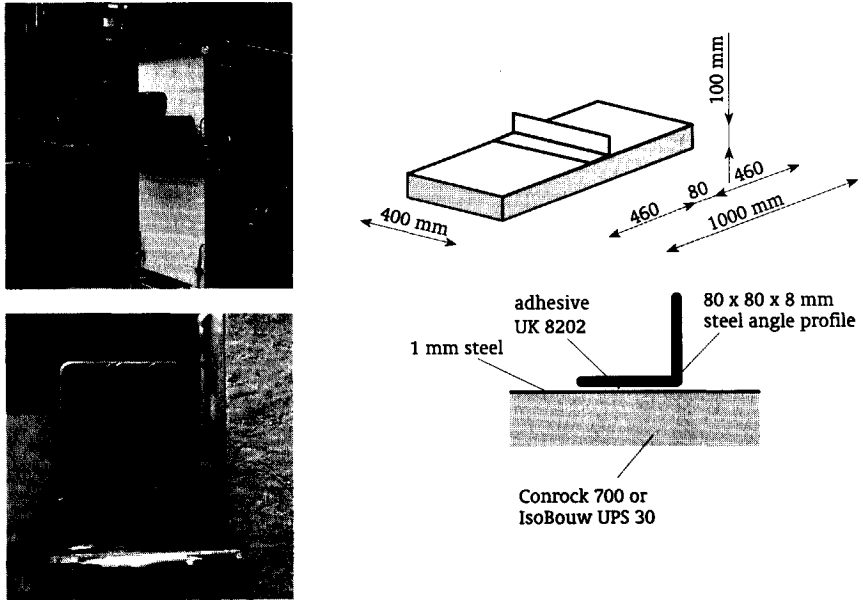 100 mm
400 mm
460
80
460
1000 mm
adhesive
UK 8202
80 x 80 x 8 mm
steel angle profile
1 mm steel
Conrock 700 or
IsoBouw UPS 30